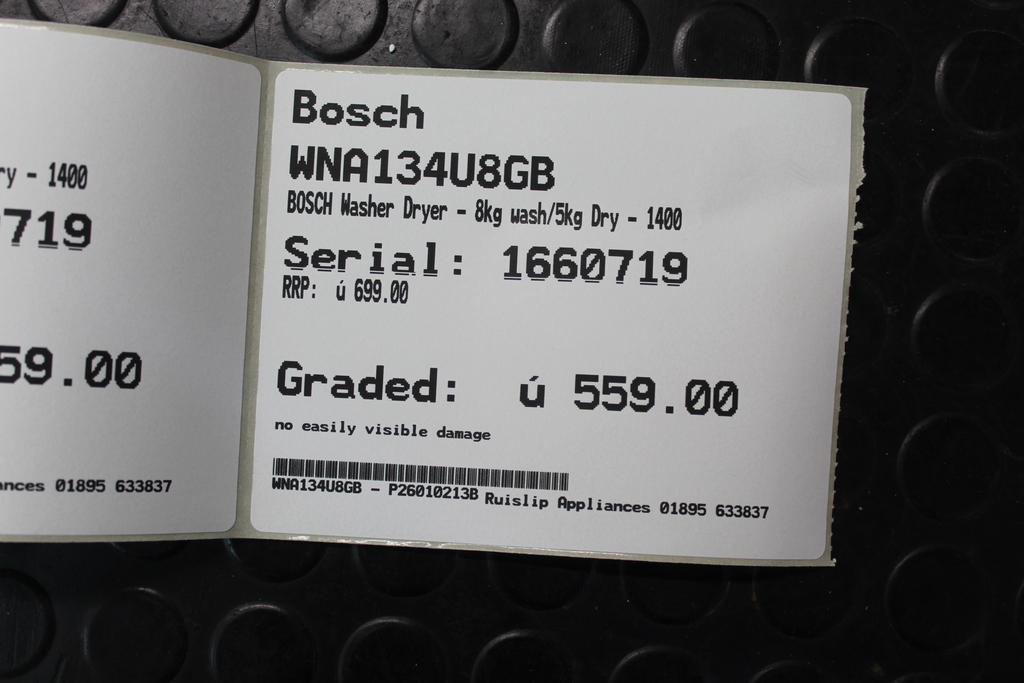 ry - 1400
719
59.00
nces 01895 633837
Bosch
WNA134U8GB
BOSCH Washer Dryer - 8kg wash/5kg Dry - 1400
Serial: 1660719
RRP: ú 699.00
Graded: ú 559.00
no easily visible damage
WNA134U8GB - P26010213B Ruislip Appliances 01895 633837